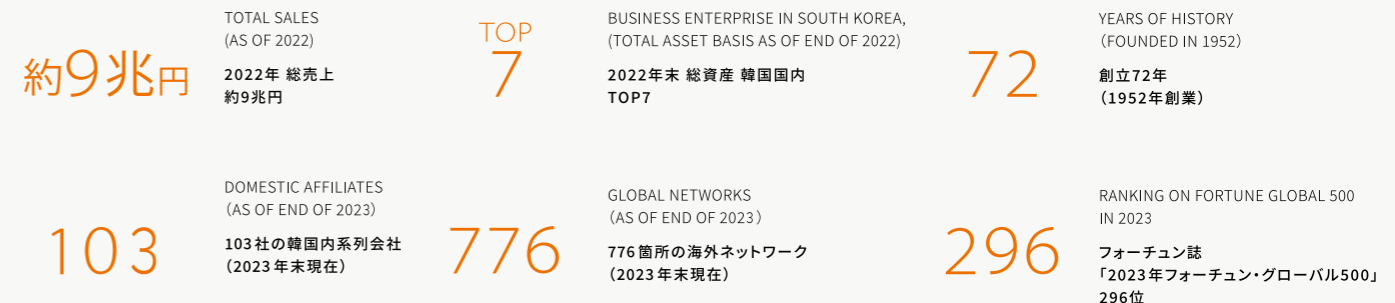 約9兆円
TOTAL SALES
(AS OF 2022)
2022年 総売上
約9兆円
TOP
7
BUSINESS ENTERPRISE IN SOUTH KOREA,
(TOTAL ASSET BASIS AS OF END OF 2022)
2022年末 総資産 韓国国内
TOP7
72
YEARS OF HISTORY
（FOUNDED IN 1952）
創立72年
（1952年創業）
103
DOMESTIC AFFILIATES
（AS OF END OF 2023）
103社の韓国内系列会社
（2023年末現在）
776
GLOBAL NETWORKS
（AS OF END OF 2023）
776箇所の海外ネットワーク
（2023年末現在）
296
RANKING ON FORTUNE GLOBAL 500
IN 2023
フォーチュン誌
「2023年フォーチュン・グローバル500」
296位